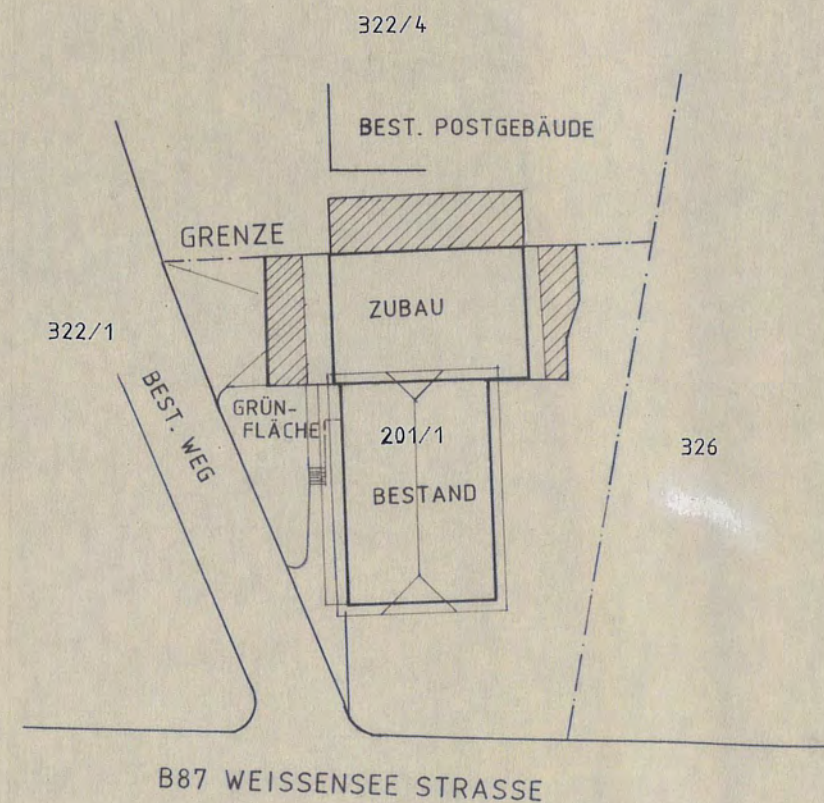 322/4
BEST. POSTGEBÄUDE
GRENZE
ZUBAU
322/1
BEST. WEG
GRÜN-
FLÄCHE
201/1
326
BESTAND
B87 WEISSENSEE STRASSE